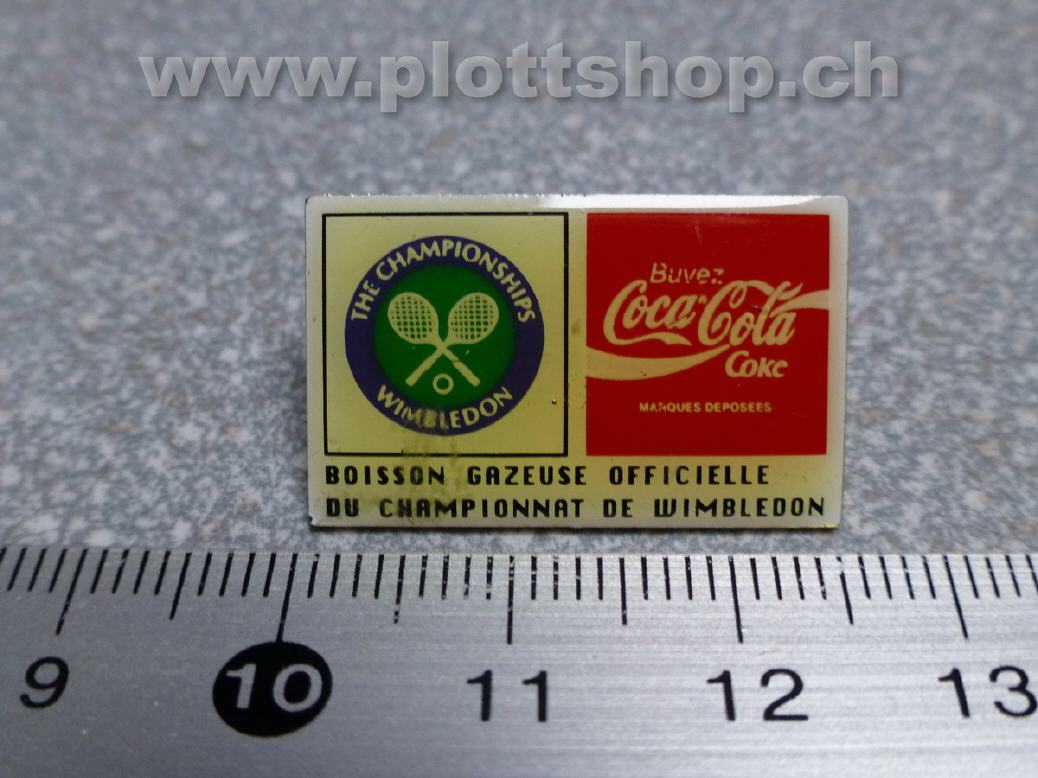 www.plottshop.ch
THE CHAMPIONSHIPS
WIMBLEDON
Buvez
Coca-Cola
Coke
MARQUES DEPOSEES
BOISSON GAZEUSE OFFICIELLE
DU CHAMPIONNAT DE WIMBLEDON
9 10 11 12 13